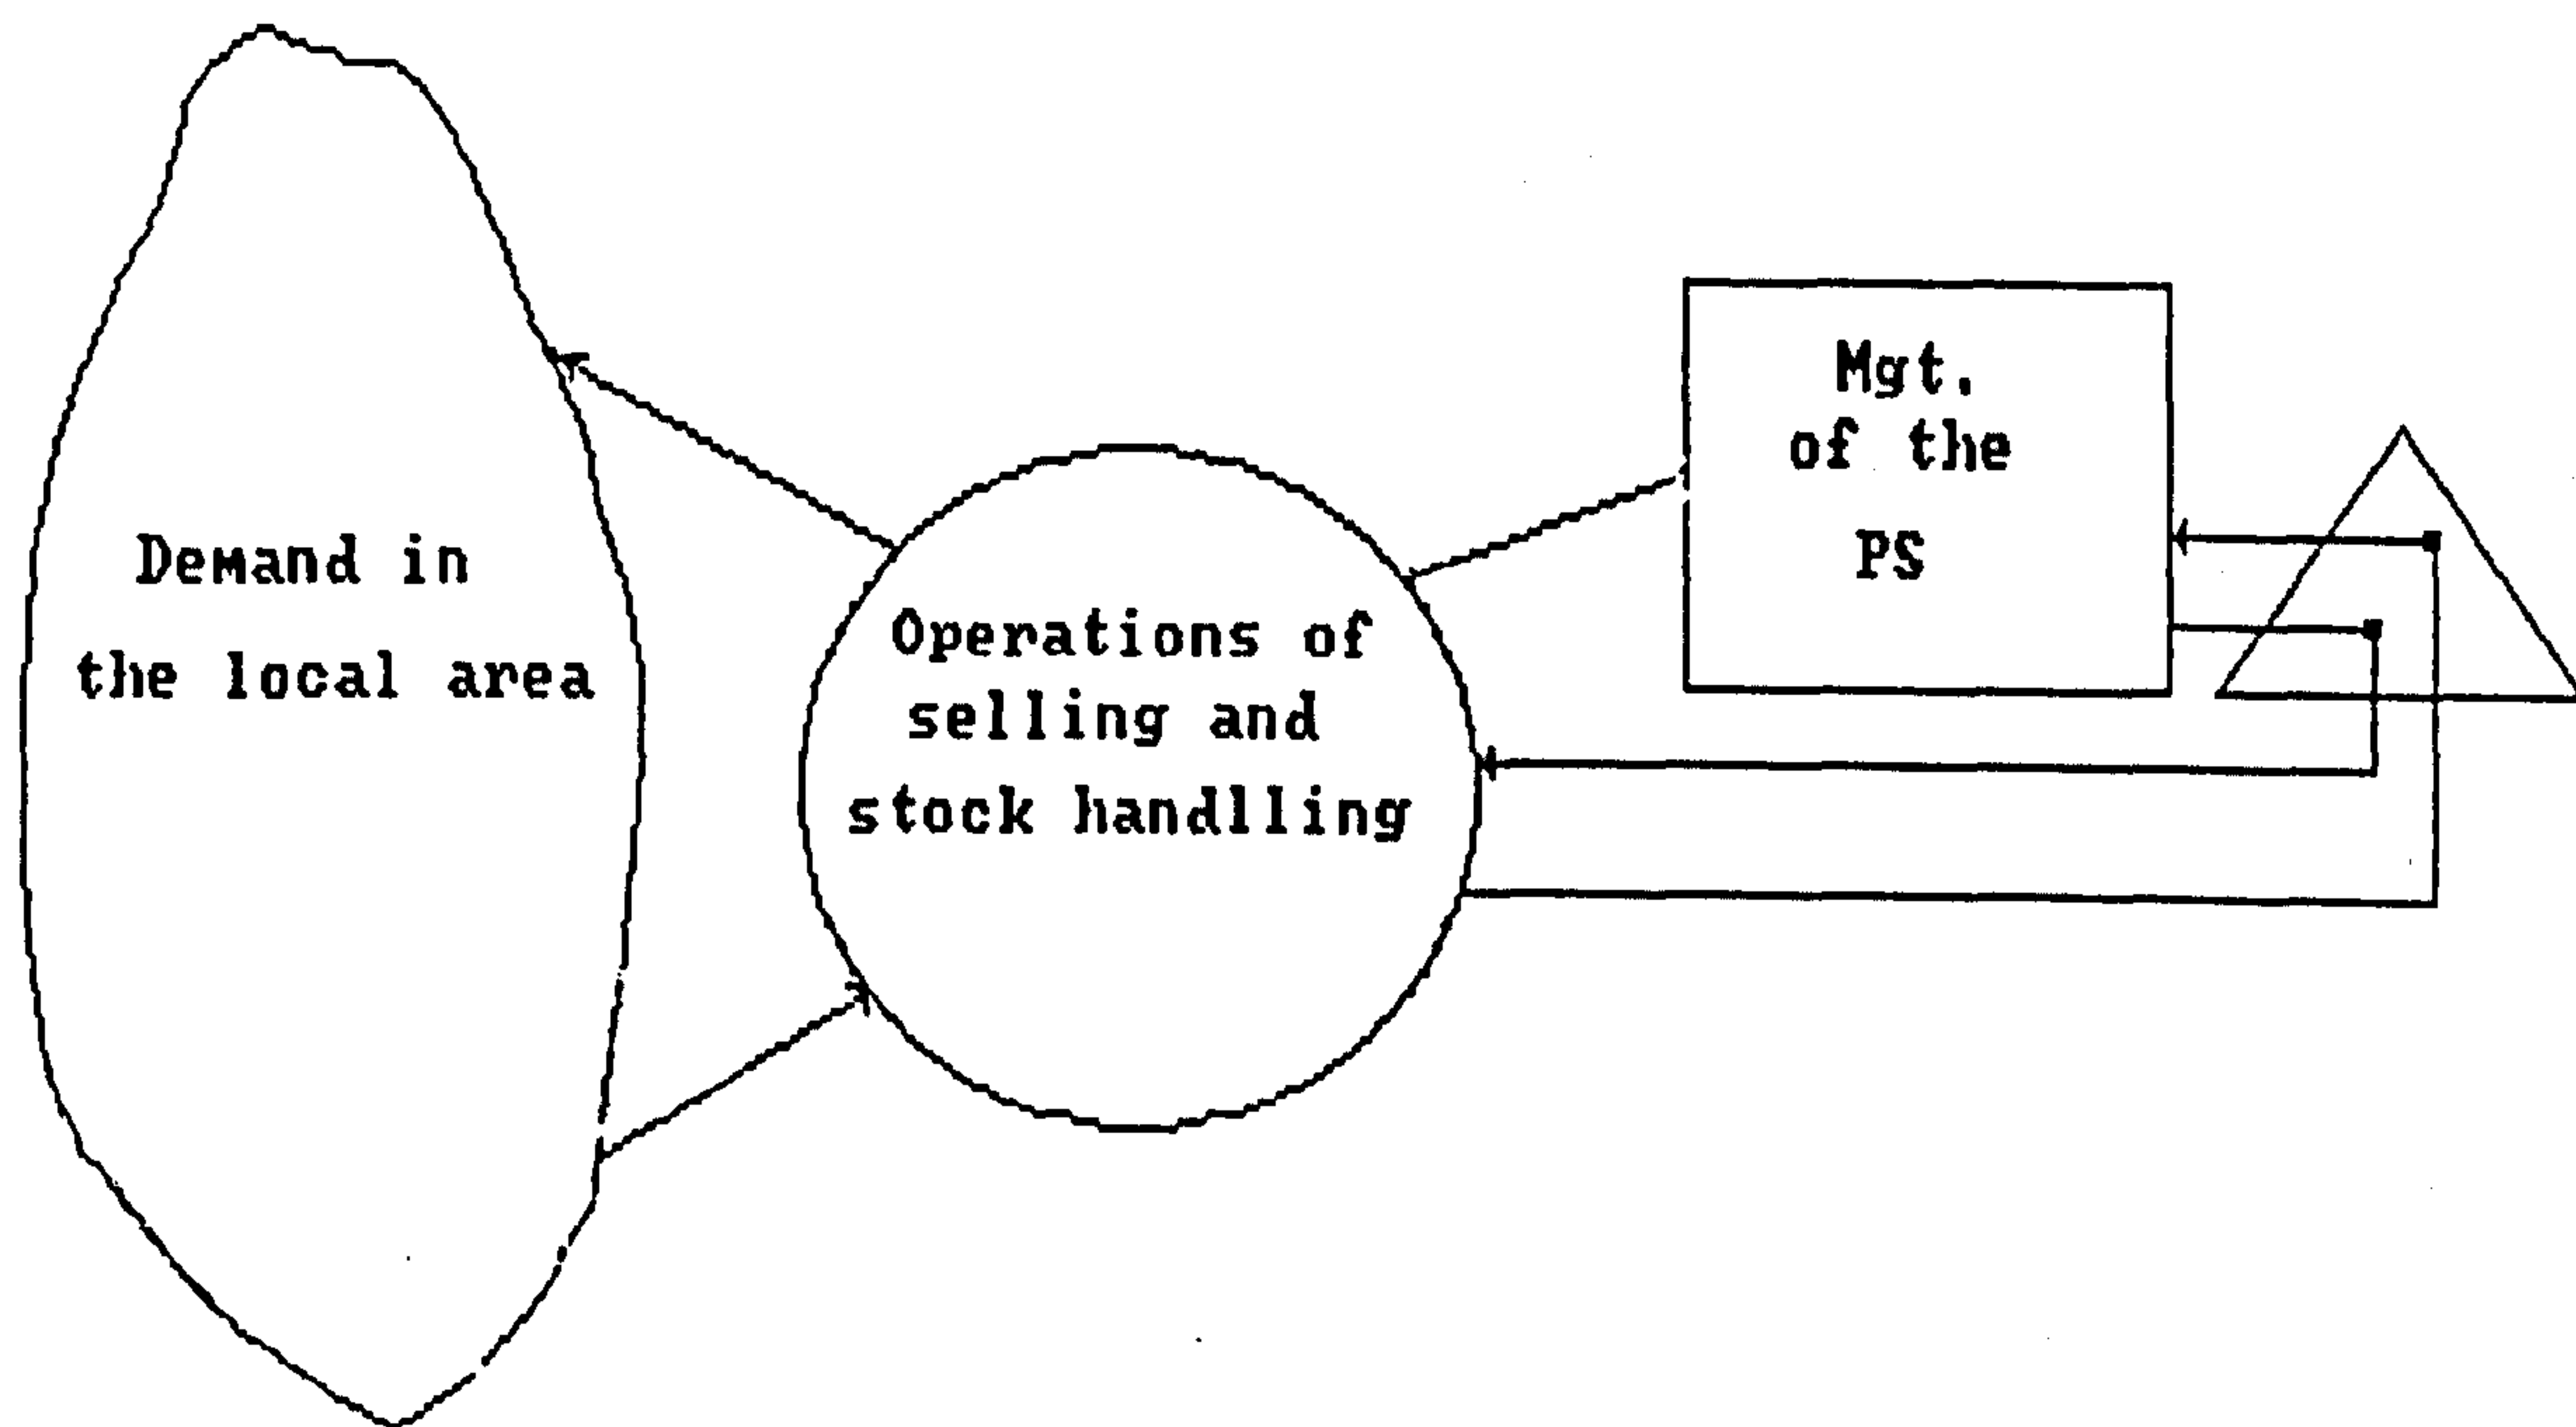 Demand in
the local area
Operations of
selling and
stock handlling
Mgt.
of the
PS